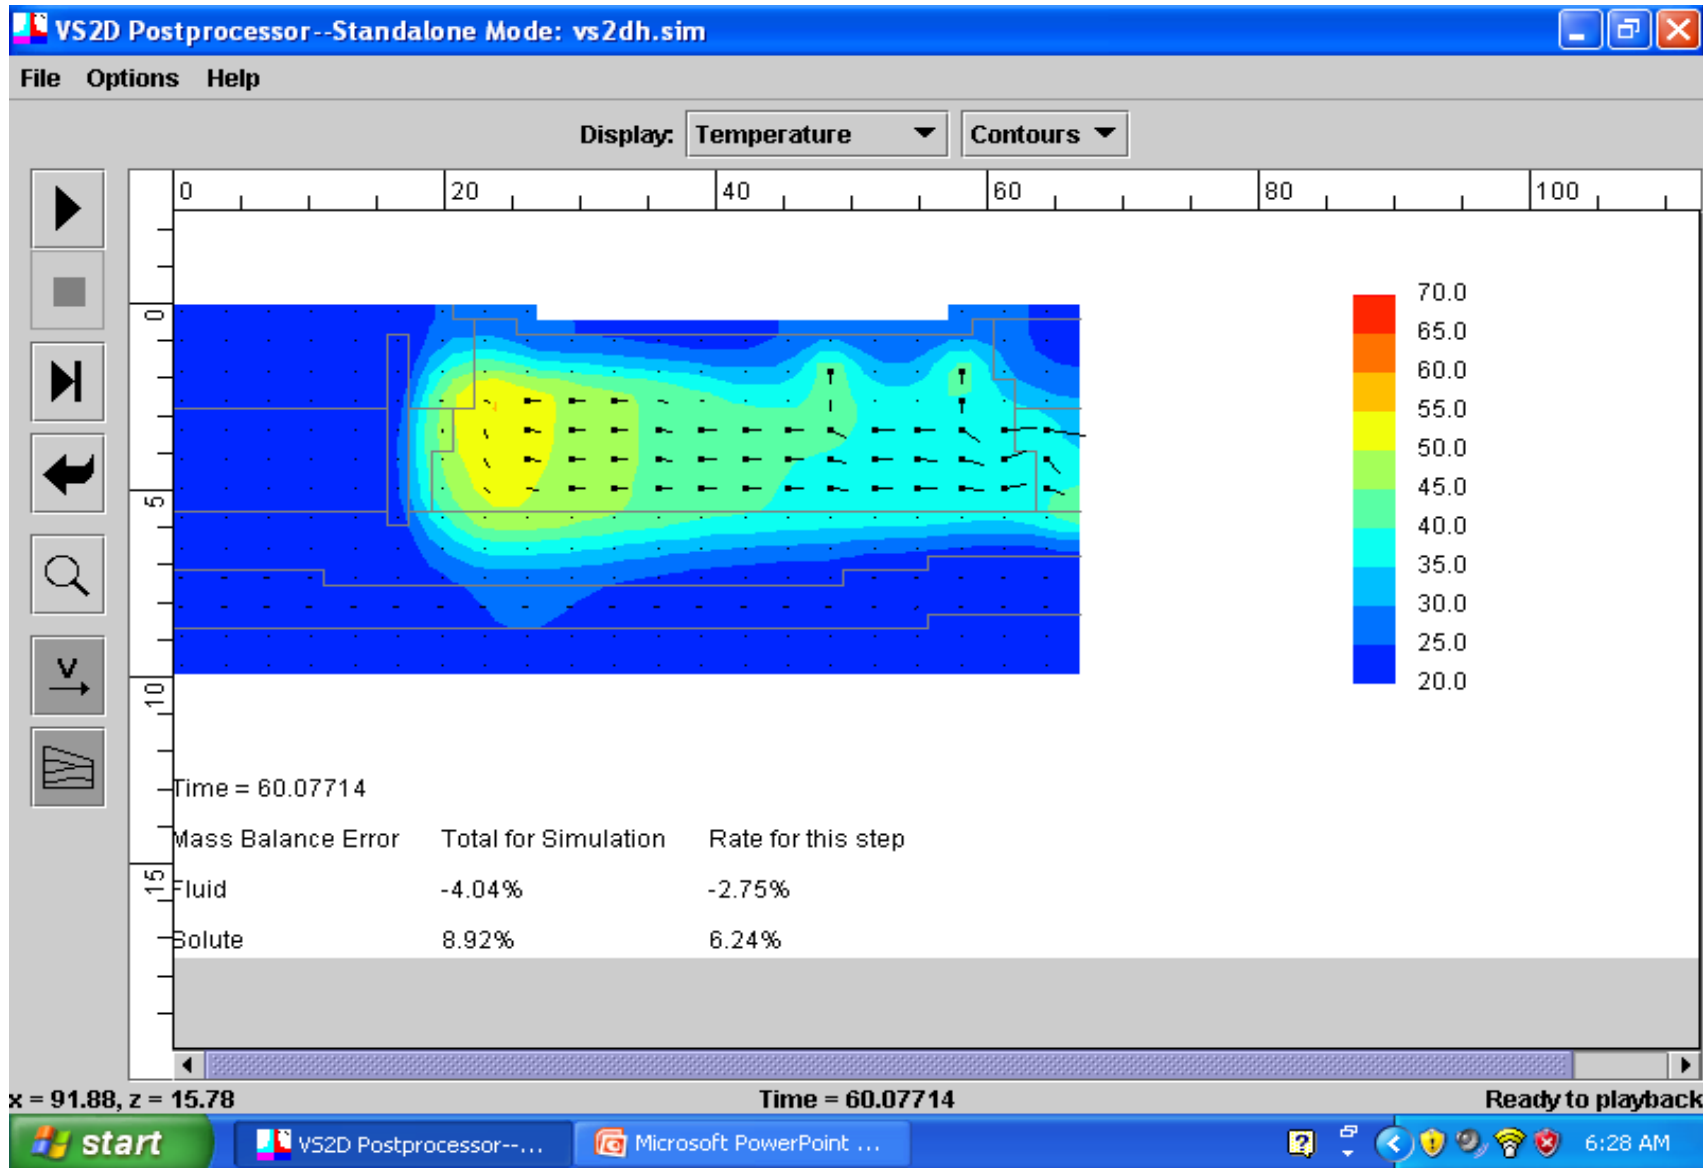 VS2D Postprocessor--Standalone Mode: vs2dh.sim
File Options Help
Display: Temperature Contours
0 20 40 60 80 100
0
5
10
15
70.0
65.0
60.0
55.0
50.0
45.0
40.0
35.0
30.0
25.0
20.0
V
Time = 60.07714
Mass Balance Error Total for Simulation Rate for this step
Fluid -4.04% -2.75%
Solute 8.92% 6.24%
x = 91.88, z = 15.78 Time = 60.07714 Ready to playback
start VS2D Postprocessor--... Microsoft PowerPoint ... 6:28 AM